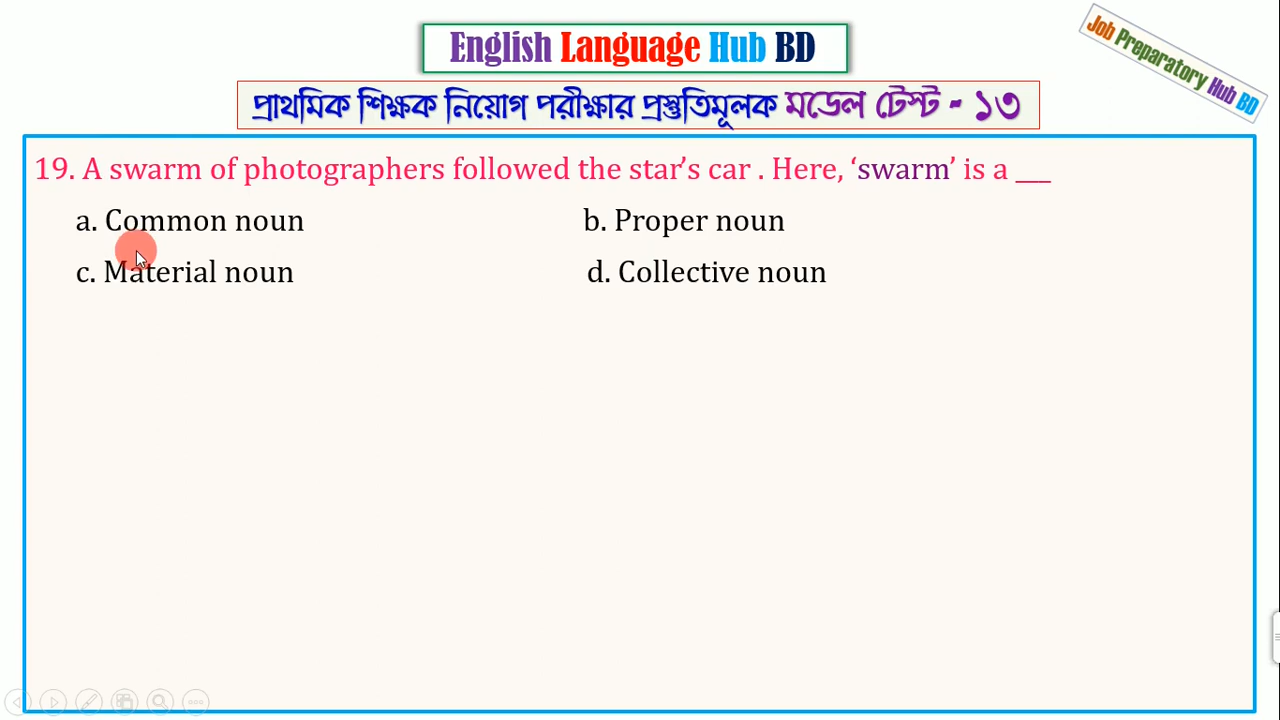 English Language Hub BD
Job Preparatory Hub BD
প্রাথমিক শিক্ষক নিয়োগ পরীক্ষার প্রস্তুতিমূলক মডেল টেস্ট - ১৩
19. A swarm of photographers followed the star’s car . Here, ‘swarm’ is a ___
a. Common noun b. Proper noun
c. Material noun d. Collective noun